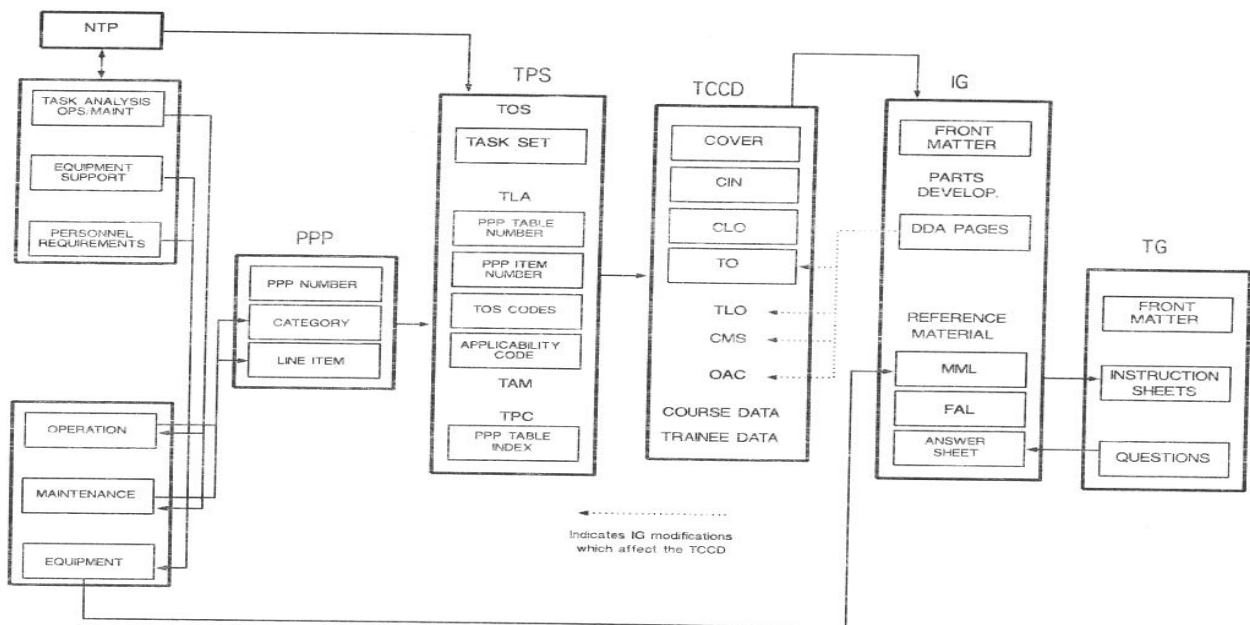 NTP
TASK ANALYSIS
OPS/MAINT
EQUIPMENT
SUPPORT
PERSONNEL
REQUIREMENTS
OPERATION
MAINTENANCE
EQUIPMENT
PPP
PPP NUMBER
CATEGORY
LINE ITEM
TPS
TOS
TASK SET
TLA
PPP TABLE
NUMBER
PPP ITEM
NUMBER
TOS CODES
APPLICABILITY
CODE
TAM
TPC
PPP TABLE
INDEX
TCCD
COVER
CIN
CLO
TO
TLO
CMS
OAC
COURSE DATA
TRAINEE DATA
Indicates IG modifications
which affect the TCCD
IG
FRONT
MATTER
PARTS
DEVELOP.
DDA PAGES
REFERENCE
MATERIAL
MML
FAL
ANSWER
SHEET
TG
FRONT
MATTER
INSTRUCTION
SHEETS
QUESTIONS